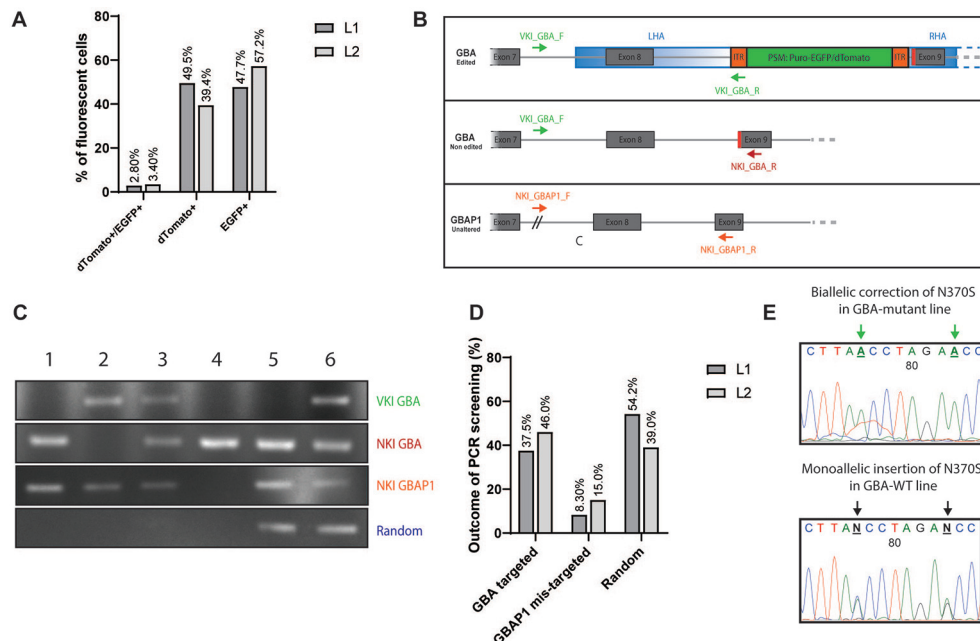 A
% of fluorescent cells
80
60
40
20
0
2.80%
3.40%
49.5%
39.4%
47.7%
57.2%
dTomato+/EGFP+
dTomato+
EGFP+
L1
L2
B
GBA
Edited
VKI_GBA_F
LHA
RHA
Exon 7
Exon 8
ITR
PSM: Puro-EGFP/dTomato
ITR
Exon 9
VKI_GBA_R
GBA
Non edited
VKI_GBA_F
Exon 7
Exon 8
Exon 9
NKI_GBA_R
GBAP1
Unaltered
NKI_GBAP1_F
Exon 7
Exon 8
Exon 9
C
NKI_GBAP1_R
C
1 2 3 4 5 6
VKI GBA
NKI GBA
NKI GBAP1
Random
D
Outcome of PCR screening (%)
80
60
40
20
0
37.5%
46.0%
8.30%
15.0%
54.2%
39.0%
GBA targeted
GBAP1 mis-targeted
Random
L1
L2
E
Biallelic correction of N370S
in GBA-mutant line
C T T A A C C T A G A A C C
80
Monoallelic insertion of N370S
in GBA-WT line
C T T A N C C T A G A N C C
80